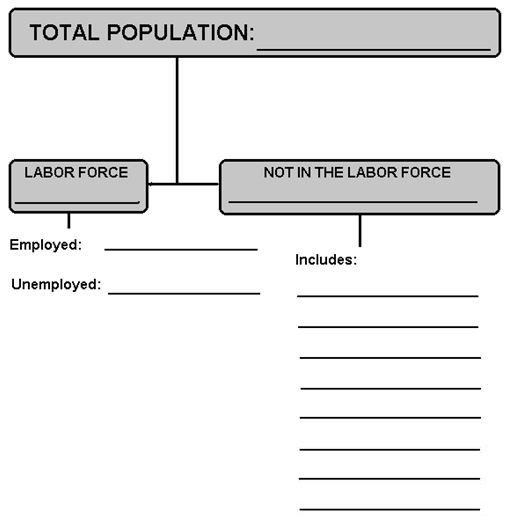 TOTAL POPULATION:
LABOR FORCE
NOT IN THE LABOR FORCE
Employed:
Includes:
Unemployed: